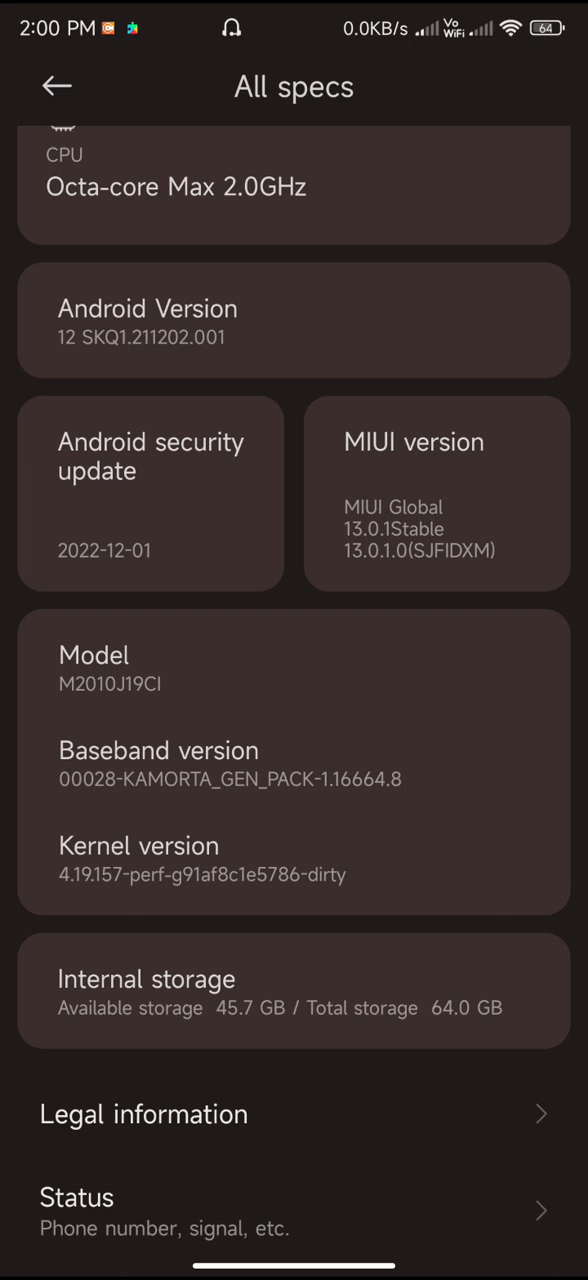 2:00 PM 0.0KB/s Vo WiFi 64
All specs
CPU
Octa-core Max 2.0GHz
Android Version
12 SKQ1.211202.001
Android security
update
2022-12-01
MIUI version
MIUI Global
13.0.1Stable
13.0.1.0(SJFIDXM)
Model
M2010J19CI
Baseband version
00028-KAMORTA_GEN_PACK-1.16664.8
Kernel version
4.19.157-perf-g91af8c1e5786-dirty
Internal storage
Available storage 45.7 GB / Total storage 64.0 GB
Legal information
Status
Phone number, signal, etc.